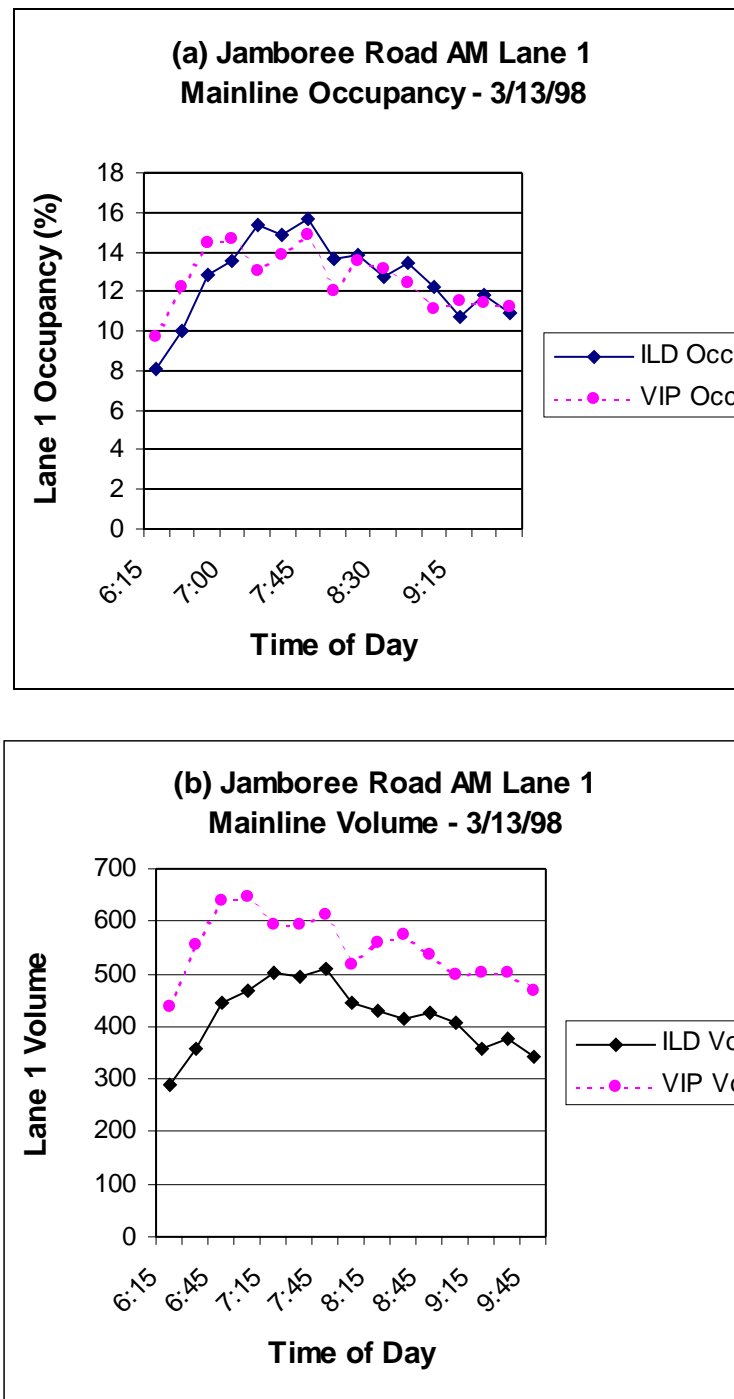 (a) Jamboree Road AM Lane 1
Mainline Occupancy - 3/13/98
Lane 1 Occupancy (%)
18
16
14
12
10
8
6
4
2
0
6:15
7:00
7:45
8:30
9:15
Time of Day
ILD Occ
VIP Occ
(b) Jamboree Road AM Lane 1
Mainline Volume - 3/13/98
Lane 1 Volume
700
600
500
400
300
200
100
0
6:15
6:45
7:15
7:45
8:15
8:45
9:15
9:45
Time of Day
ILD Vo
VIP Vo